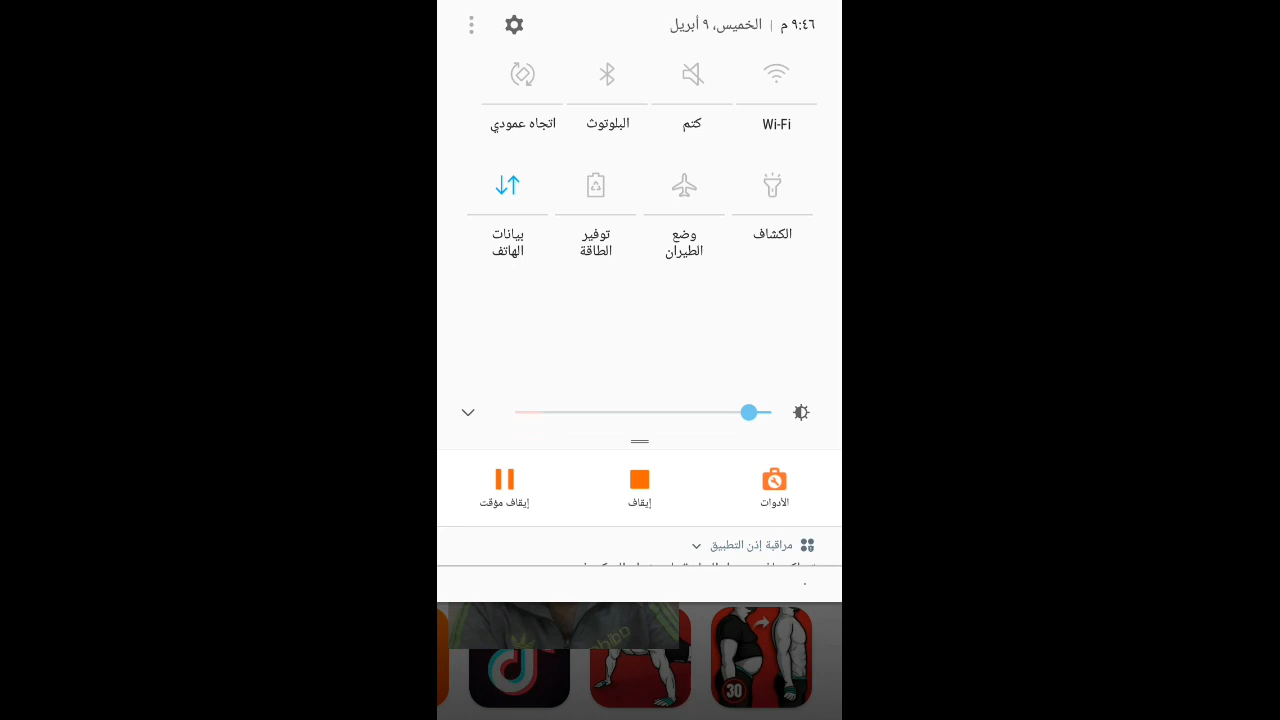 ٩:٤٦ م | الخميس، ٩ أبريل
Wi-Fi
كتم
البلوتوث
اتجاه عمودي
الكشاف
وضع
الطيران
توفير
الطاقة
بيانات
الهاتف
الأدوات
إيقاف
إيقاف مؤقت
مراقبة إذن التطبيق
30